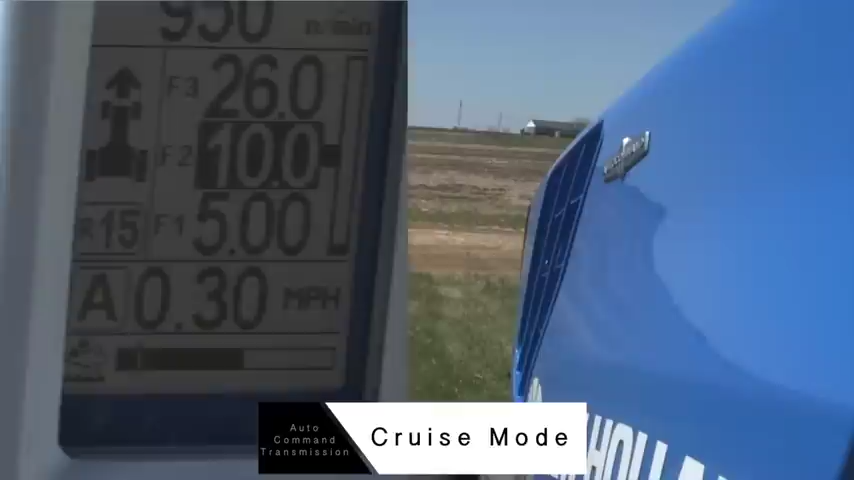 950 n/min
F3 26.0
F2 10.0
R15 F1 5.00
A 0.30 MPH
Auto
Command
Transmission
Cruise Mode
HOLLA